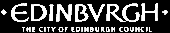 • EDINBVRGH •
THE CITY OF EDINBURGH COUNCIL